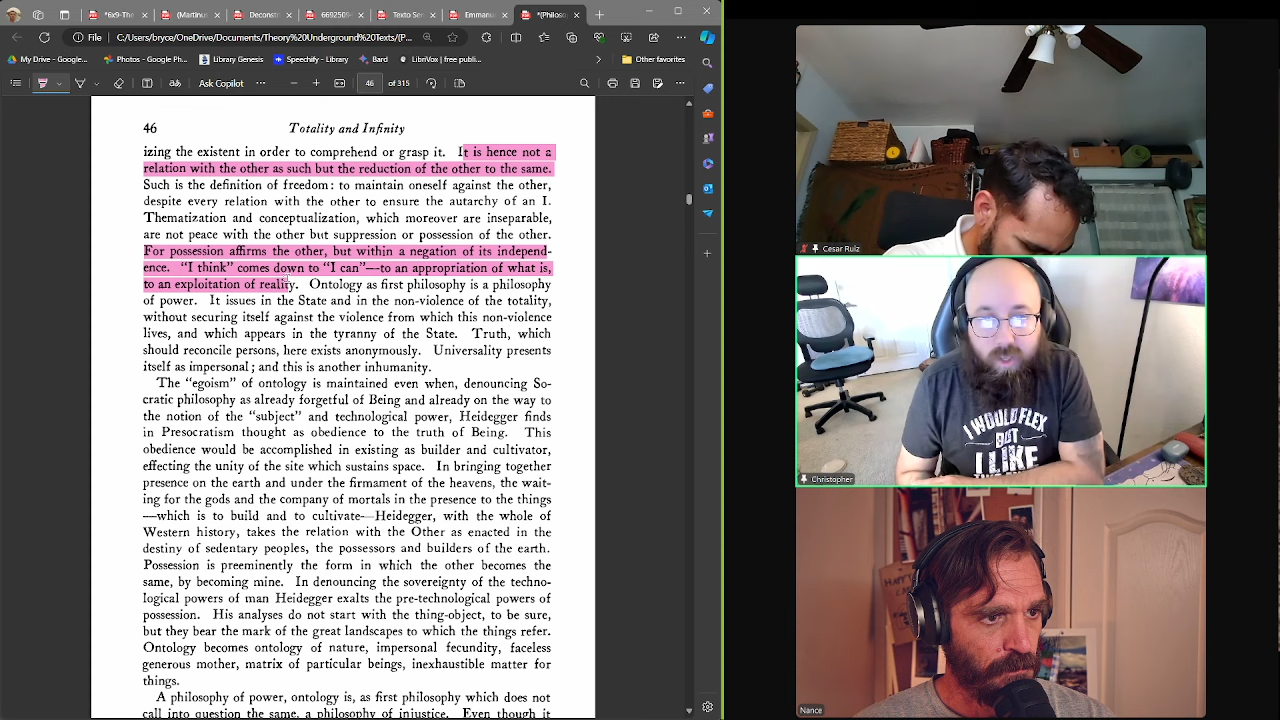 *6x9-The
(Martinus
Deconst
6692509
Texto Se
Emmanu
*(Philoso
File
C:/Users/bryce/OneDrive/Documents/Theory%20Underground%20/Texts/(P...
My Drive - Google...
Photos - Google Ph...
Library Genesis
Speechify - Library
Bard
LibriVox | free publi...
Other favorites
Ask Copilot
46
of 315
46
Totality and Infinity
izing the existent in order to comprehend or grasp it. It is hence not a
relation with the other as such but the reduction of the other to the same.
Such is the definition of freedom: to maintain oneself against the other,
despite every relation with the other to ensure the autarchy of an I.
Thematization and conceptualization, which moreover are inseparable,
are not peace with the other but suppression or possession of the other.
For possession affirms the other, but within a negation of its independ-
ence. "I think" comes down to "I can"—to an appropriation of what is,
to an exploitation of reality. Ontology as first philosophy is a philosophy
of power. It issues in the State and in the non-violence of the totality,
without securing itself against the violence from which this non-violence
lives, and which appears in the tyranny of the State. Truth, which
should reconcile persons, here exists anonymously. Universality presents
itself as impersonal; and this is another inhumanity.
The "egoism" of ontology is maintained even when, denouncing So-
cratic philosophy as already forgetful of Being and already on the way to
the notion of the "subject" and technological power, Heidegger finds
in Presocratism thought as obedience to the truth of Being. This
obedience would be accomplished in existing as builder and cultivator,
effecting the unity of the site which sustains space. In bringing together
presence on the earth and under the firmament of the heavens, the wait-
ing for the gods and the company of mortals in the presence to the things
—which is to build and to cultivate—Heidegger, with the whole of
Western history, takes the relation with the Other as enacted in the
destiny of sedentary peoples, the possessors and builders of the earth.
Possession is preeminently the form in which the other becomes the
same, by becoming mine. In denouncing the sovereignty of the techno-
logical powers of man Heidegger exalts the pre-technological powers of
possession. His analyses do not start with the thing-object, to be sure,
but they bear the mark of the great landscapes to which the things refer.
Ontology becomes ontology of nature, impersonal fecundity, faceless
generous mother, matrix of particular beings, inexhaustible matter for
things.
A philosophy of power, ontology is, as first philosophy which does not
call into question the same, a philosophy of injustice. Even though it
Cesar Ruiz
I WOULD FLEX
BUT
I LIKE
Christopher
Nance